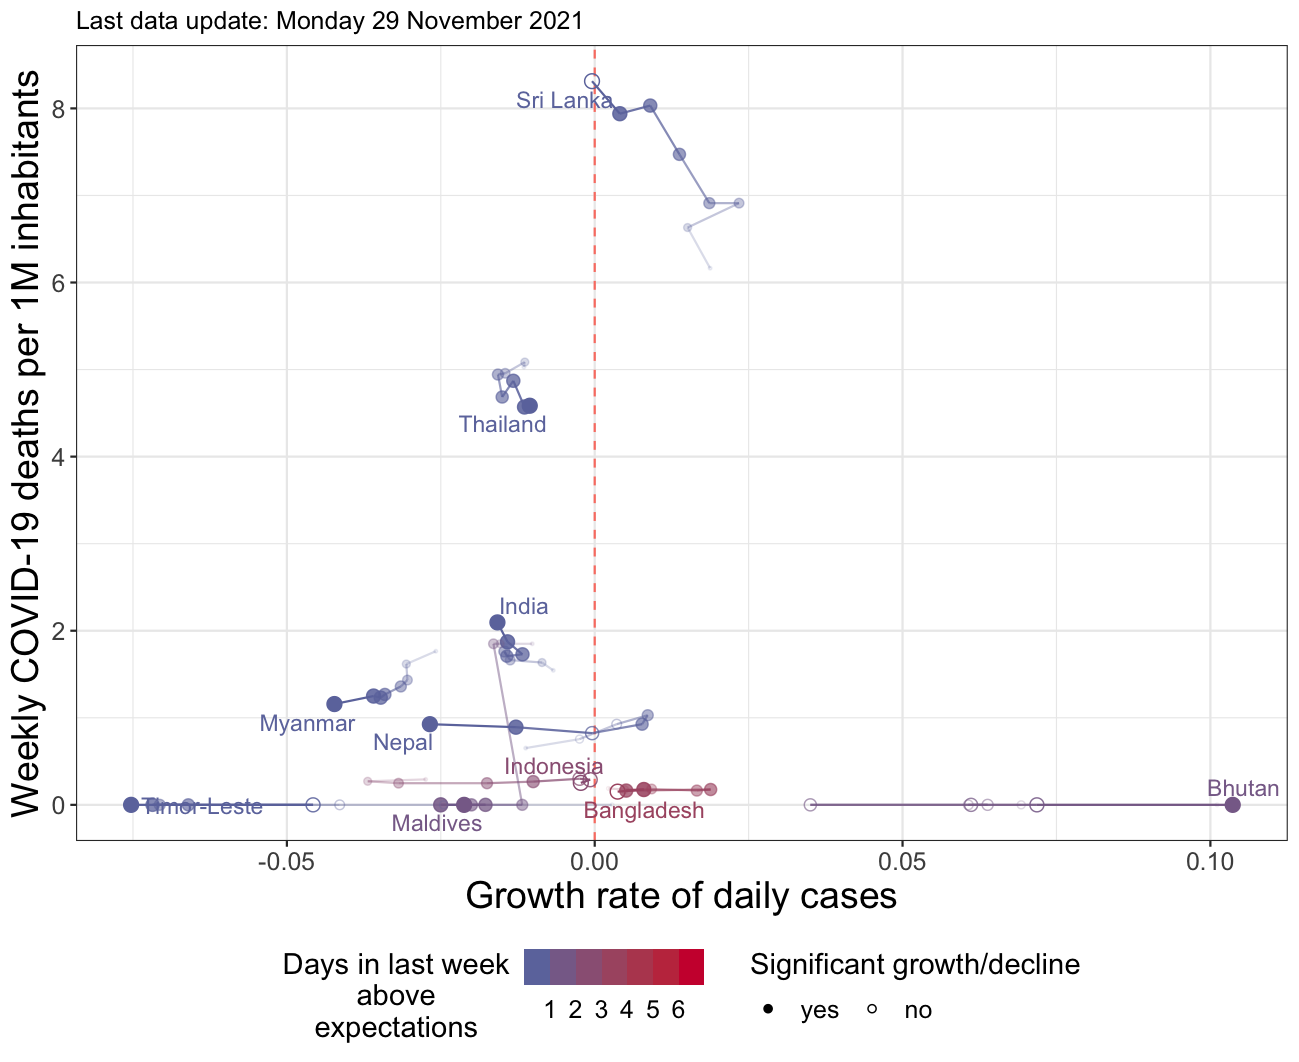 Last data update: Monday 29 November 2021
Weekly COVID-19 deaths per 1M inhabitants
8
6
4
2
0
Sri Lanka
Thailand
India
Myanmar
Nepal
Indonesia
Bhutan
Timor-Leste
Bangladesh
Maldives
-0.05
0.00
0.05
0.10
Growth rate of daily cases
Days in last week
above
expectations
1 2 3 4 5 6
Significant growth/decline
yes no